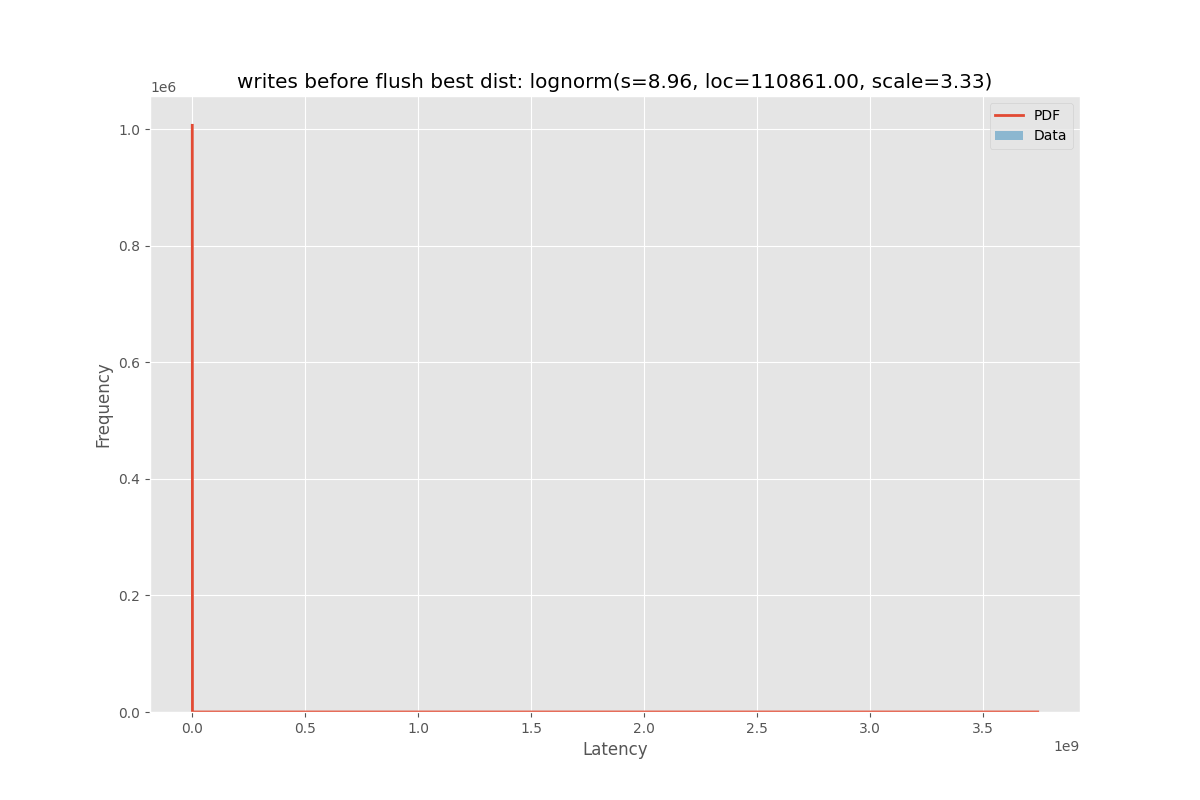 writes before flush best dist: lognorm(s=8.96, loc=110861.00, scale=3.33)
1e6
PDF
Data
1.0
0.8
0.6
0.4
0.2
0.0
Frequency
0.0 0.5 1.0 1.5 2.0 2.5 3.0 3.5
1e9
Latency